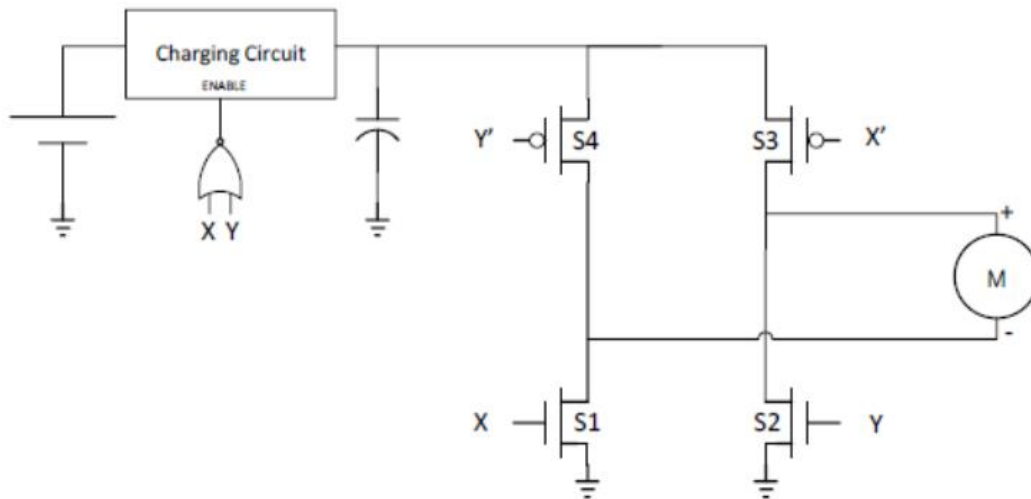 Charging Circuit
ENABLE
X Y
Y’ S4 S3 X’
+
M
-
X S1 S2 Y